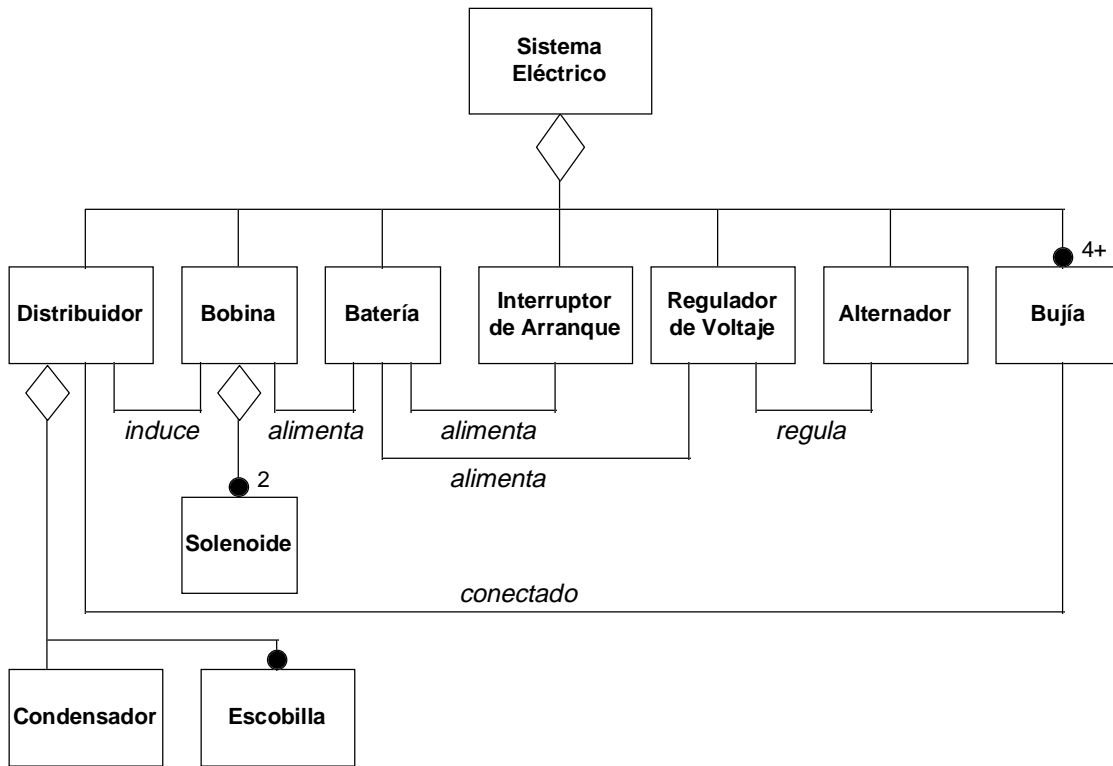 Sistema
Eléctrico
4+
Distribuidor
Bobina
Batería
Interruptor
de Arranque
Regulador
de Voltaje
Alternador
Bujía
induce
alimenta
alimenta
regula
alimenta
2
Solenoide
conectado
Condensador
Escobilla